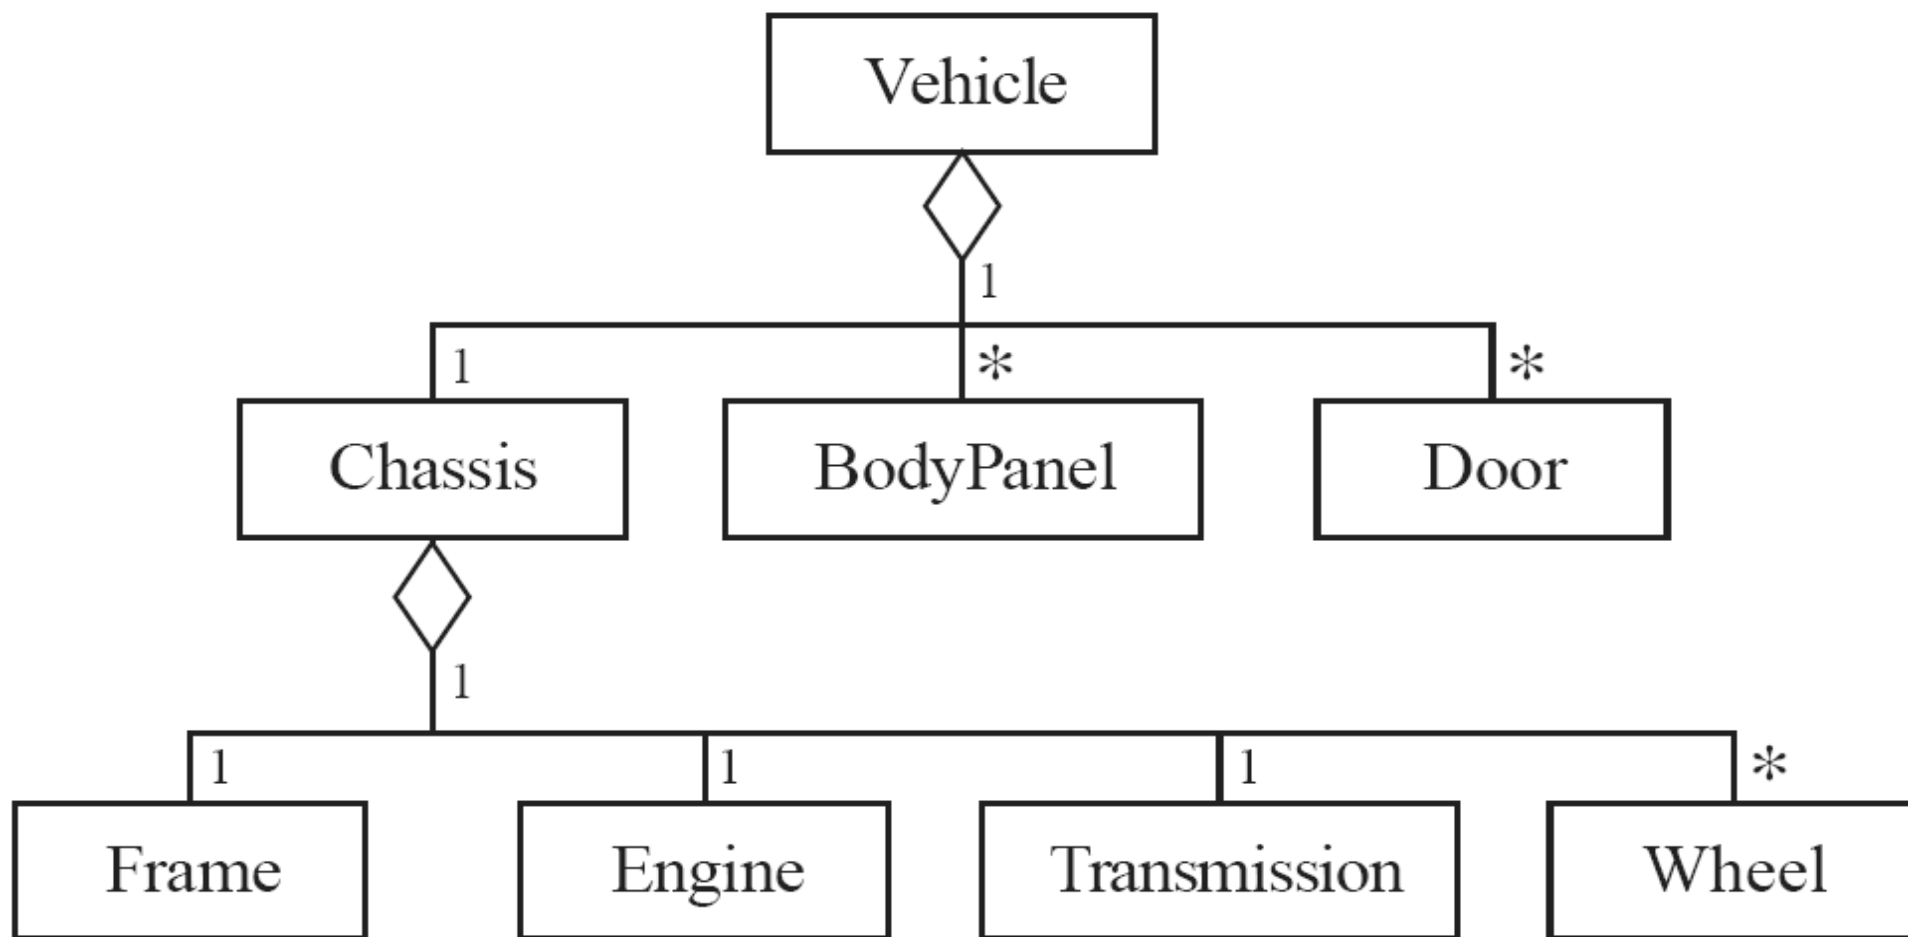 Vehicle
1
1 * *
Chassis BodyPanel Door
1
1 1 1 *
Frame Engine Transmission Wheel